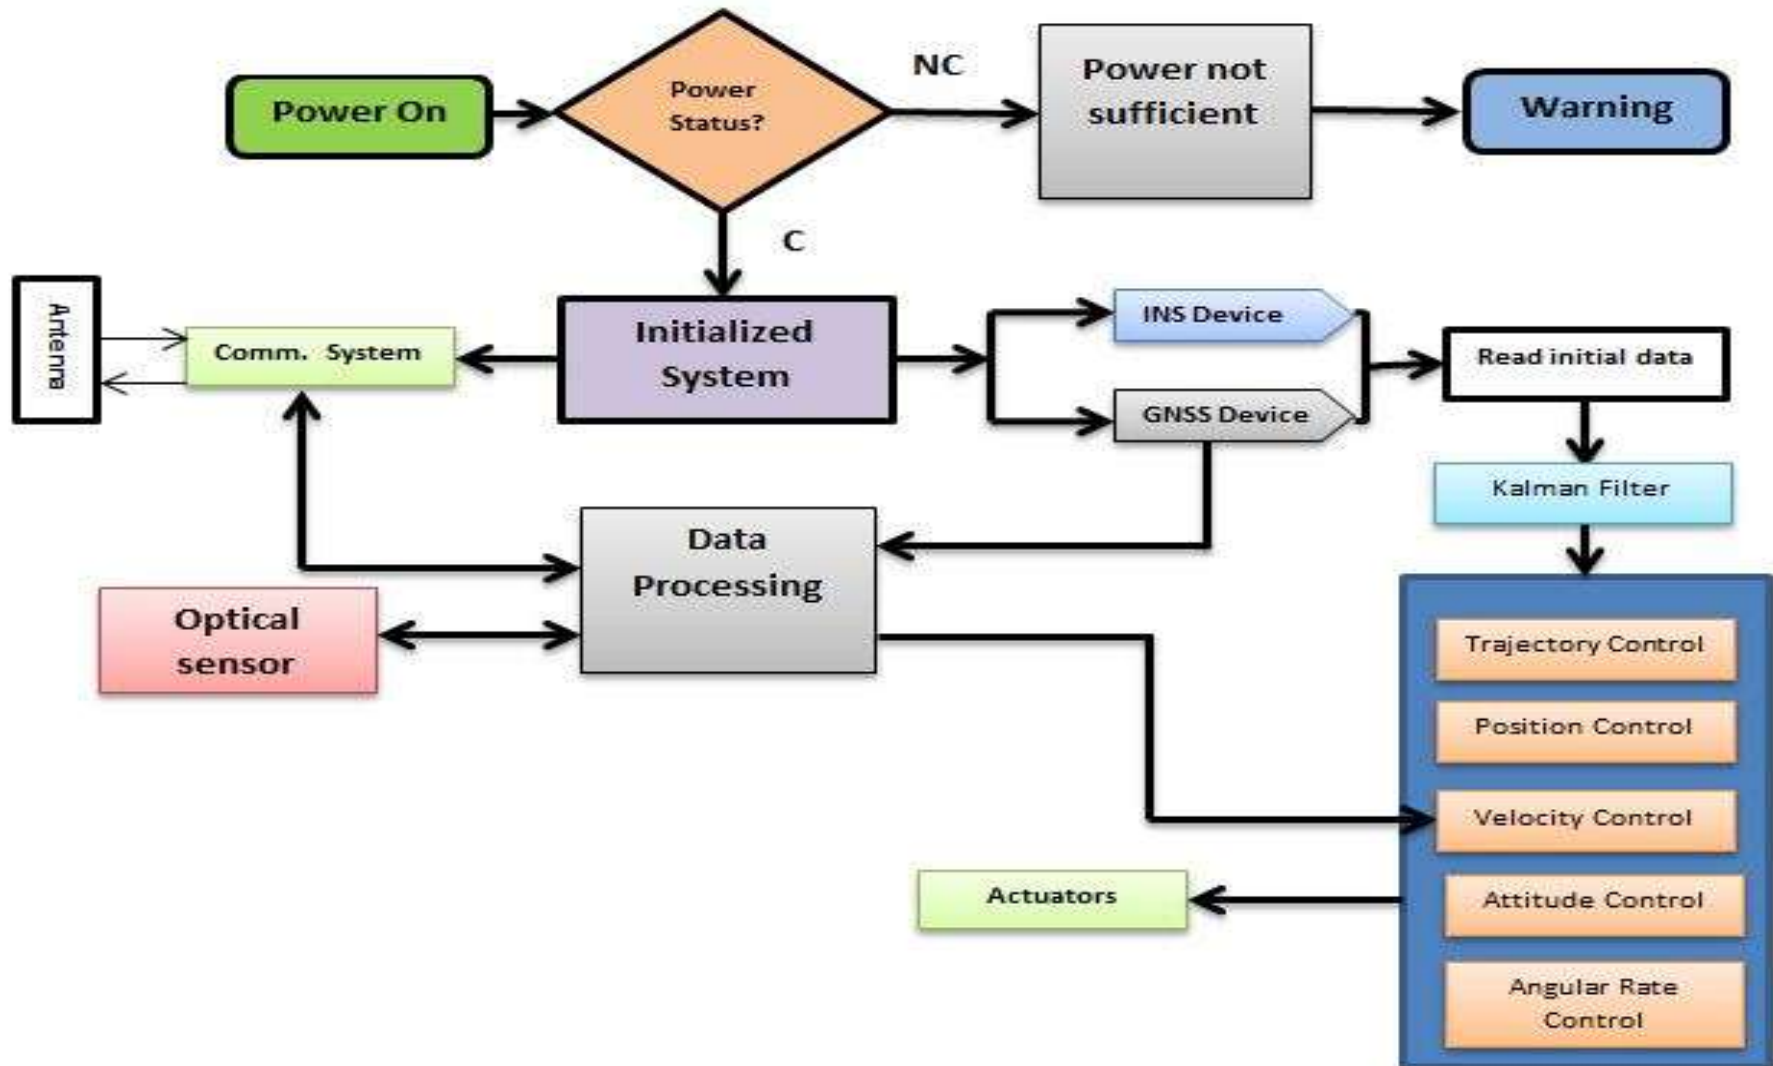 Power On
Power
Status?
NC
Power not
sufficient
Warning
C
Antenna
Comm. System
Initialized
System
INS Device
GNSS Device
Read initial data
Kalman Filter
Data
Processing
Optical
sensor
Trajectory Control
Position Control
Velocity Control
Actuators
Attitude Control
Angular Rate
Control